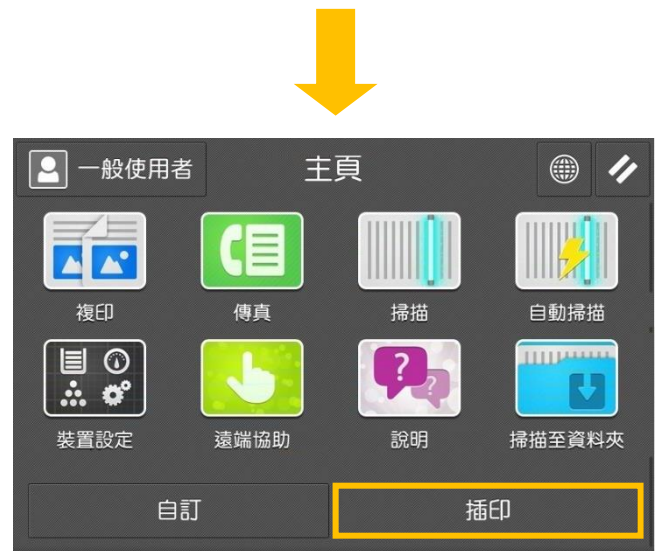 一般使用者 主頁
複印 傳真 掃描 自動掃描
裝置設定 遠端協助 說明 掃描至資料夾
自訂 插印